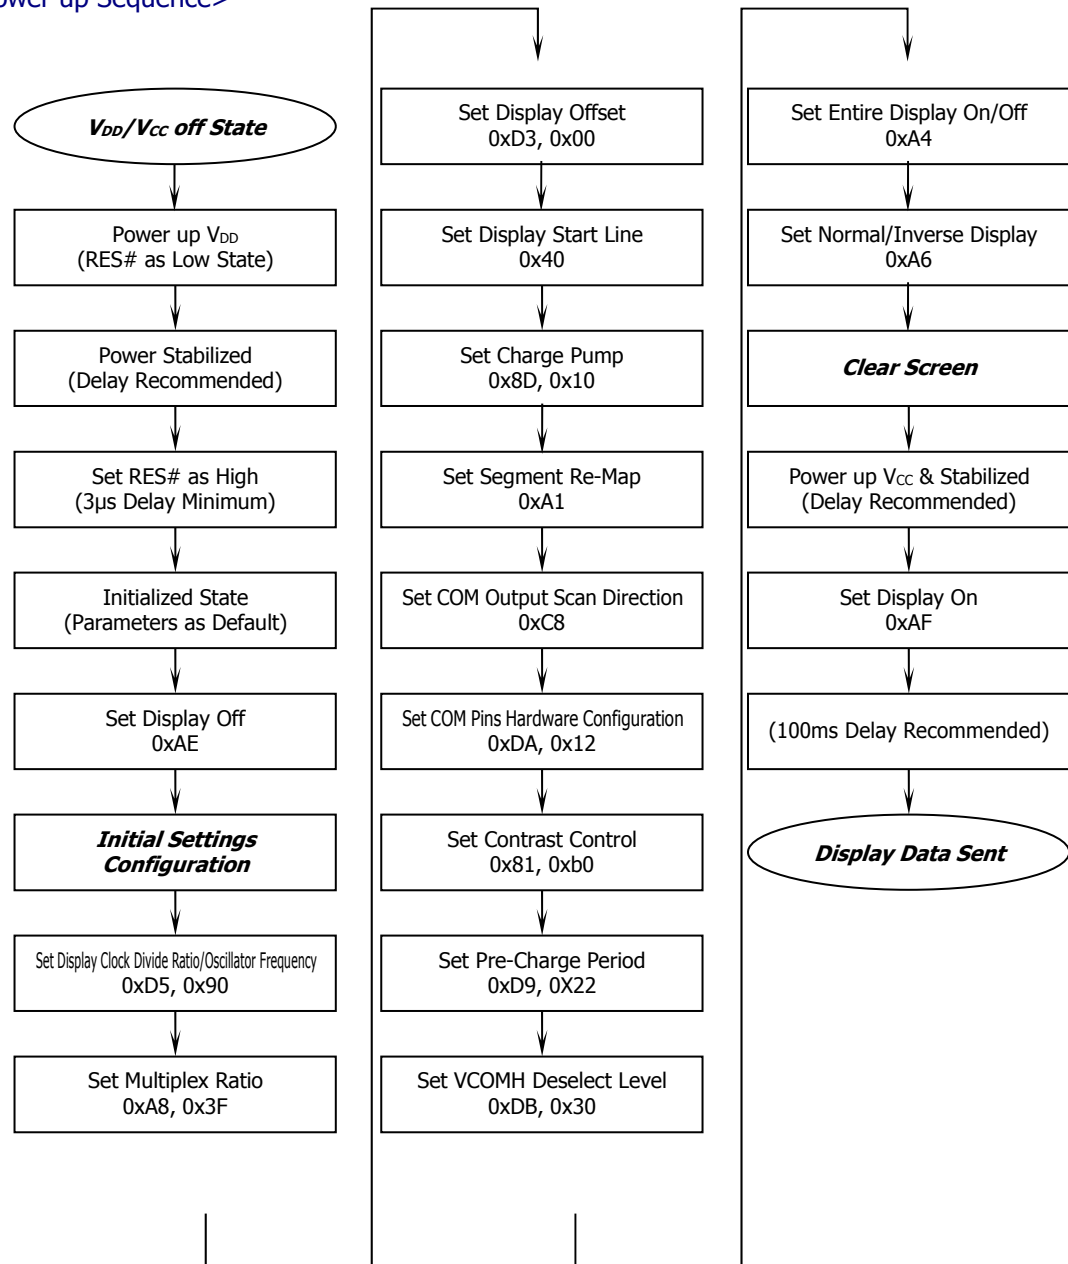 ower up Sequence>
VDD/VCC off State
Power up VDD
(RES# as Low State)
Power Stabilized
(Delay Recommended)
Set RES# as High
(3μs Delay Minimum)
Initialized State
(Parameters as Default)
Set Display Off
0xAE
Initial Settings
Configuration
Set Display Clock Divide Ratio/Oscillator Frequency
0xD5, 0x90
Set Multiplex Ratio
0xA8, 0x3F
Set Display Offset
0xD3, 0x00
Set Display Start Line
0x40
Set Charge Pump
0x8D, 0x10
Set Segment Re-Map
0xA1
Set COM Output Scan Direction
0xC8
Set COM Pins Hardware Configuration
0xDA, 0x12
Set Contrast Control
0x81, 0xb0
Set Pre-Charge Period
0xD9, 0X22
Set VCOMH Deselect Level
0xDB, 0x30
Set Entire Display On/Off
0xA4
Set Normal/Inverse Display
0xA6
Clear Screen
Power up VCC & Stabilized
(Delay Recommended)
Set Display On
0xAF
(100ms Delay Recommended)
Display Data Sent